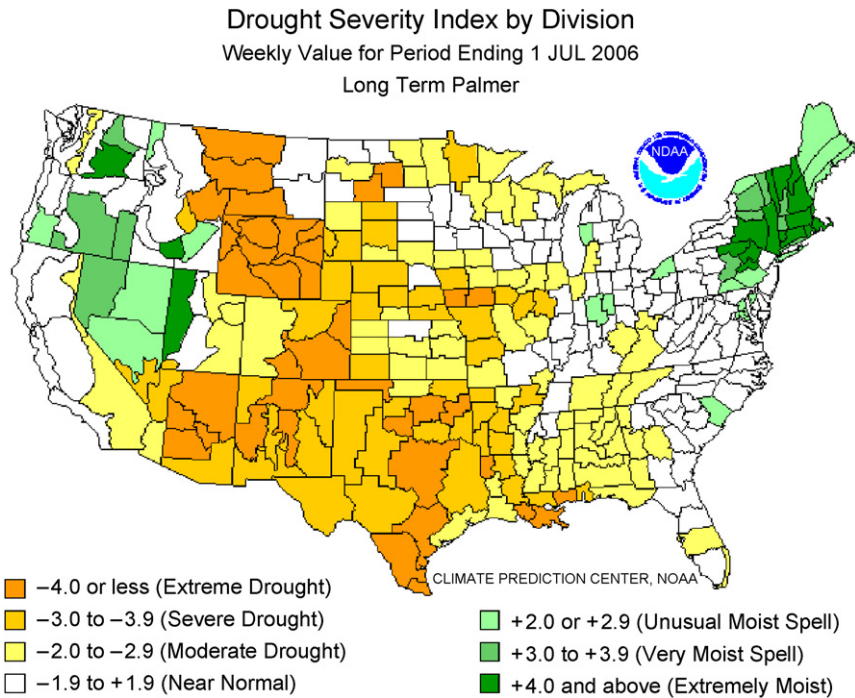 Drought Severity Index by Division
Weekly Value for Period Ending 1 JUL 2006
Long Term Palmer
NDAA
CLIMATE PREDICTION CENTER, NOAA
−4.0 or less (Extreme Drought)
−3.0 to −3.9 (Severe Drought)
−2.0 to −2.9 (Moderate Drought)
−1.9 to +1.9 (Near Normal)
+2.0 or +2.9 (Unusual Moist Spell)
+3.0 to +3.9 (Very Moist Spell)
+4.0 and above (Extremely Moist)